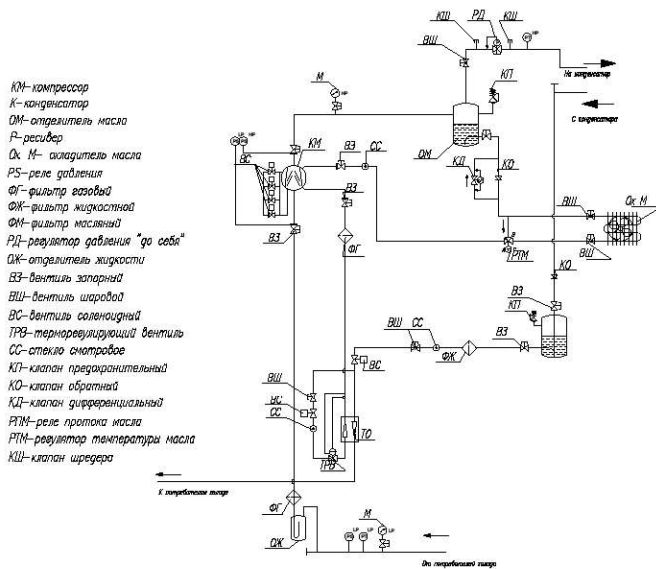 КШ
РД
КШ
ВШ
На конденсатор
КП
М
С конденсатора
КМ-компрессор
К-конденсатор
ОМ-отделитель масла
Р-ресивер
Ох. М-охладитель масла
PS-реле давления
ФГ-фильтр газовый
ФЖ-фильтр жидкостной
ФМ-фильтр масляный
РД-регулятор давления "до себя"
ОЖ-отделитель жидкости
ВЗ-вентиль запорный
ВШ-вентиль шаровой
ВС-вентиль соленоидный
ТРВ-терморегулирующий вентиль
СС-стекло смотровое
КП-клапан предохранительный
КО-клапан обратный
КД-клапан дифференциальный
РПМ-реле протока масла
РТМ-регулятор температуры масла
КШ-клапан шредера
ВС
КМ
ВЗ
СС
ОМ
КД
КО
ВЗ
ВШ
Ох. М
ВЗ
ФГ
РТМ
ВШ
КО
ВЗ
КП
ВШ
СС
ФЖ
ВЗ
ВС
ВШ
ВС
СС
ТРВ
ТО
К потребителю холода
ФГ
ОЖ
М
От потребителей холода